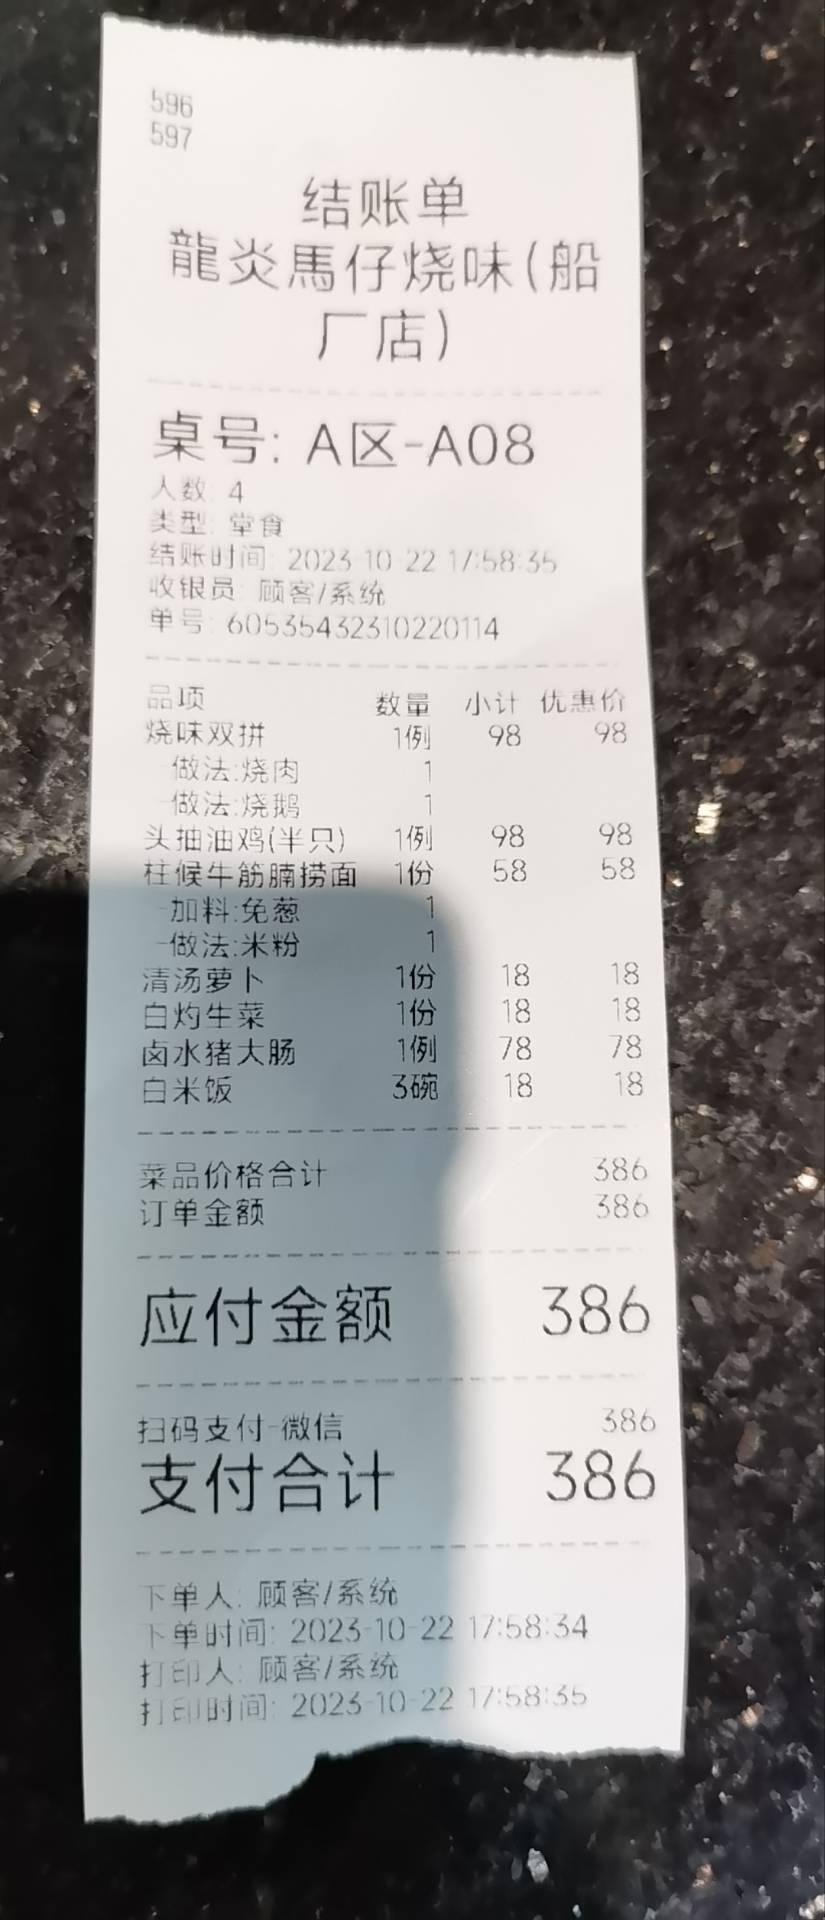 596
597
结账单
龍炎馬仔烧味(船
厂店)
桌号: A区-A08
人数: 4
类型: 堂食
结账时间: 2023-10-22 17:58:35
收银员: 顾客/系统
单号: 605354432310220114
品项 数量 小计 优惠价
烧味双拼 1例 98 98
-做法:烧肉 1
-做法:烧鹅 1
头抽油鸡(半只) 1例 98 98
柱候牛筋腩捞面 1份 58 58
-加料:免葱 1
-做法:米粉 1
清汤萝卜 1份 18 18
白灼生菜 1份 18 18
卤水猪大肠 1例 78 78
白米饭 3碗 18 18
菜品价格合计 386
订单金额 386
应付金额 386
扫码支付-微信 386
支付合计 386
下单人: 顾客/系统
下单时间: 2023-10-22 17:58:34
打印人: 顾客/系统
打印时间: 2023-10-22 17:58:35